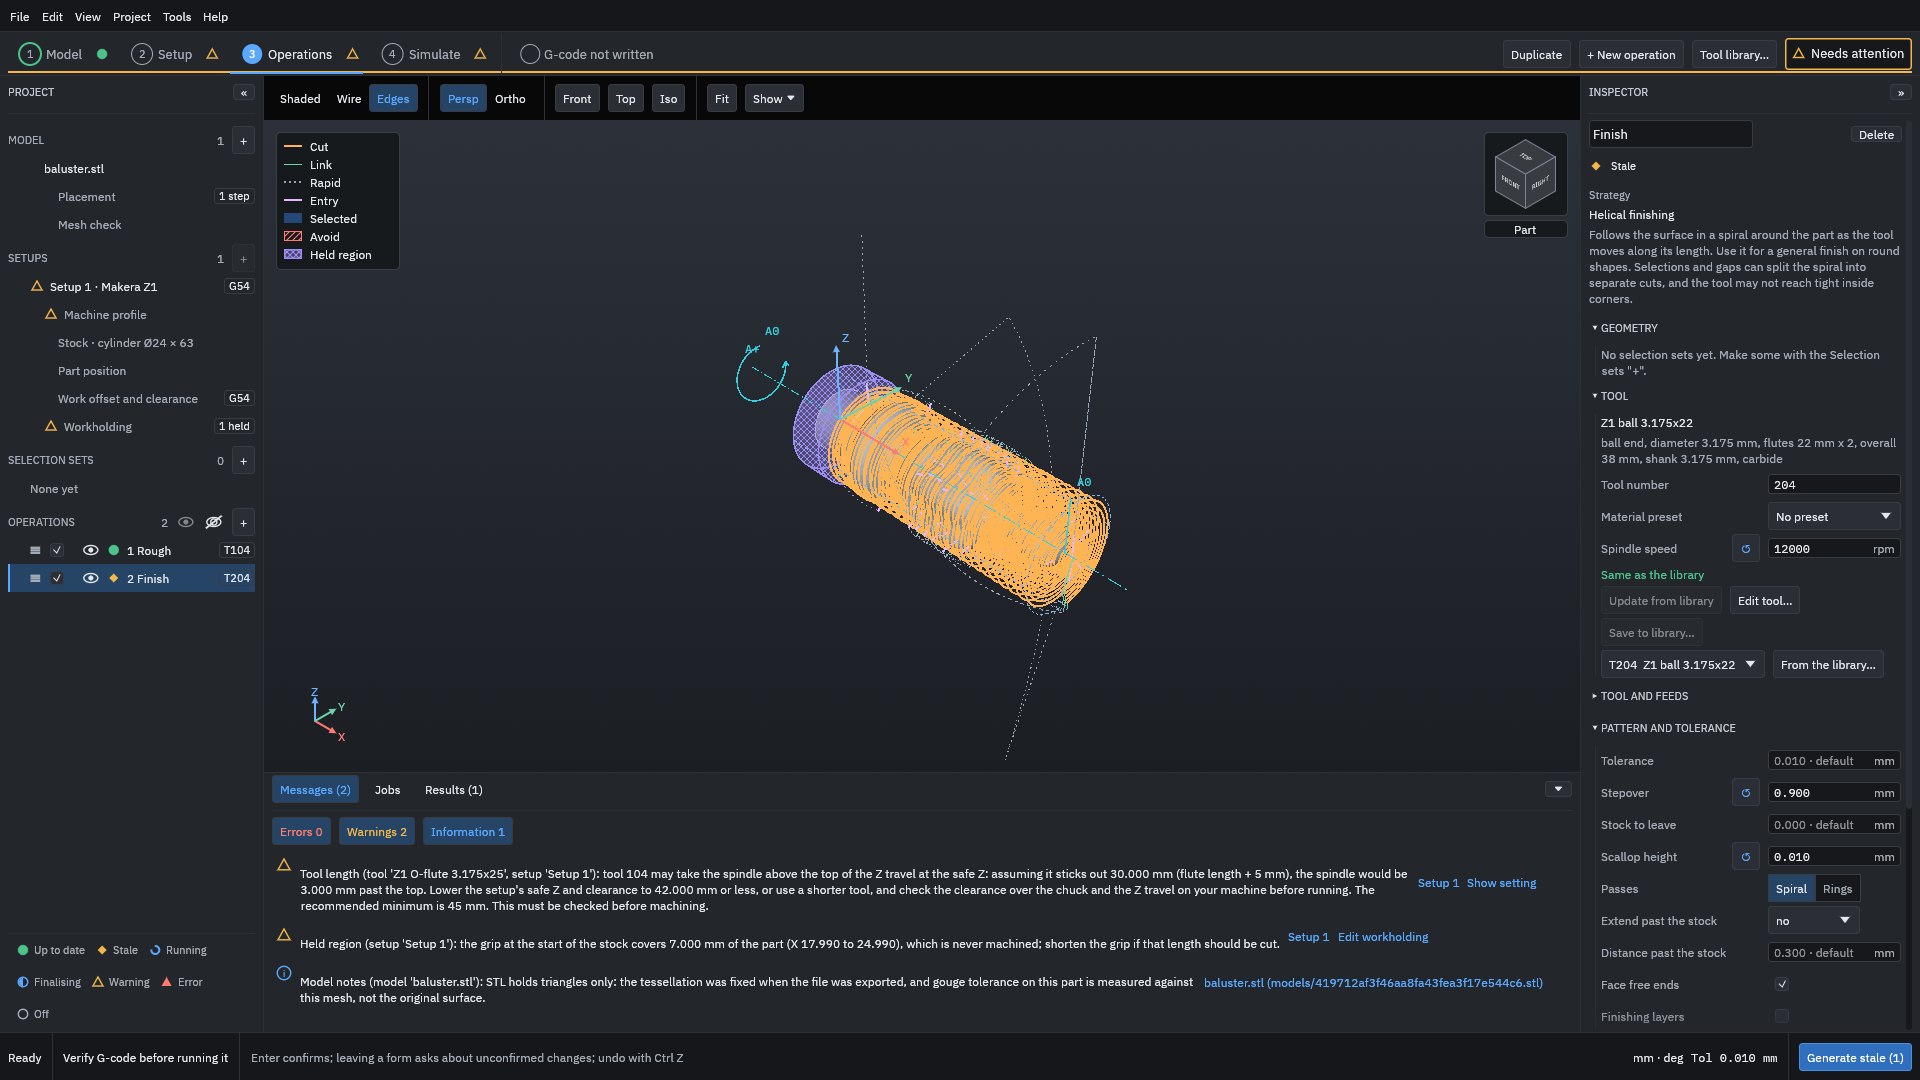 File Edit View Project Tools Help
1 Model 2 Setup 3 Operations 4 Simulate G-code not written Duplicate + New operation Tool library... Needs attention
PROJECT «
MODEL 1 +
baluster.stl
Placement 1 step
Mesh check
SETUPS 1 +
Setup 1 · Makera Z1 G54
Machine profile
Stock · cylinder Ø24 × 63
Part position
Work offset and clearance G54
Workholding 1 held
SELECTION SETS 0 +
None yet
OPERATIONS 2 +
1 Rough T104
2 Finish T204
Up to date Stale Running
Finalising Warning Error
Off
Shaded Wire Edges Persp Ortho Front Top Iso Fit Show
Cut
Link
Rapid
Entry
Selected
Avoid
Held region
TOP
FRONT RIGHT
Part
A0
A+
Z
Y
X
A0
Z
Y
X
Messages (2) Jobs Results (1)
Errors 0 Warnings 2 Information 1
Tool length (tool 'Z1 O-flute 3.175x25', setup 'Setup 1'): tool 104 may take the spindle above the top of the Z travel at the safe Z: assuming it sticks out 30.000 mm (flute length + 5 mm), the spindle would be
3.000 mm past the top. Lower the setup's safe Z and clearance to 42.000 mm or less, or use a shorter tool, and check the clearance over the chuck and the Z travel on your machine before running. The
recommended minimum is 45 mm. This must be checked before machining.
Setup 1 Show setting
Held region (setup 'Setup 1'): the grip at the start of the stock covers 7.000 mm of the part (X 17.990 to 24.990), which is never machined; shorten the grip if that length should be cut.
Setup 1 Edit workholding
Model notes (model 'baluster.stl'): STL holds triangles only: the tessellation was fixed when the file was exported, and gouge tolerance on this part is measured against
this mesh, not the original surface.
baluster.stl (models/419712af3f46aa8fa43fea3f17e544c6.stl)
INSPECTOR »
Finish Delete
Stale
Strategy
Helical finishing
Follows the surface in a spiral around the part as the tool
moves along its length. Use it for a general finish on round
shapes. Selections and gaps can split the spiral into
separate cuts, and the tool may not reach tight inside
corners.
GEOMETRY
No selection sets yet. Make some with the Selection
sets "+".
TOOL
Z1 ball 3.175x22
ball end, diameter 3.175 mm, flutes 22 mm x 2, overall
38 mm, shank 3.175 mm, carbide
Tool number 204
Material preset No preset
Spindle speed 12000 rpm
Same as the library
Update from library Edit tool...
Save to library...
T204 Z1 ball 3.175x22 From the library...
TOOL AND FEEDS
PATTERN AND TOLERANCE
Tolerance 0.010 · default mm
Stepover 0.900 mm
Stock to leave 0.000 · default mm
Scallop height 0.010 mm
Passes Spiral Rings
Extend past the stock no
Distance past the stock 0.300 · default mm
Face free ends
Finishing layers
Ready Verify G-code before running it Enter confirms; leaving a form asks about unconfirmed changes; undo with Ctrl Z mm · deg Tol 0.010 mm Generate stale (1)